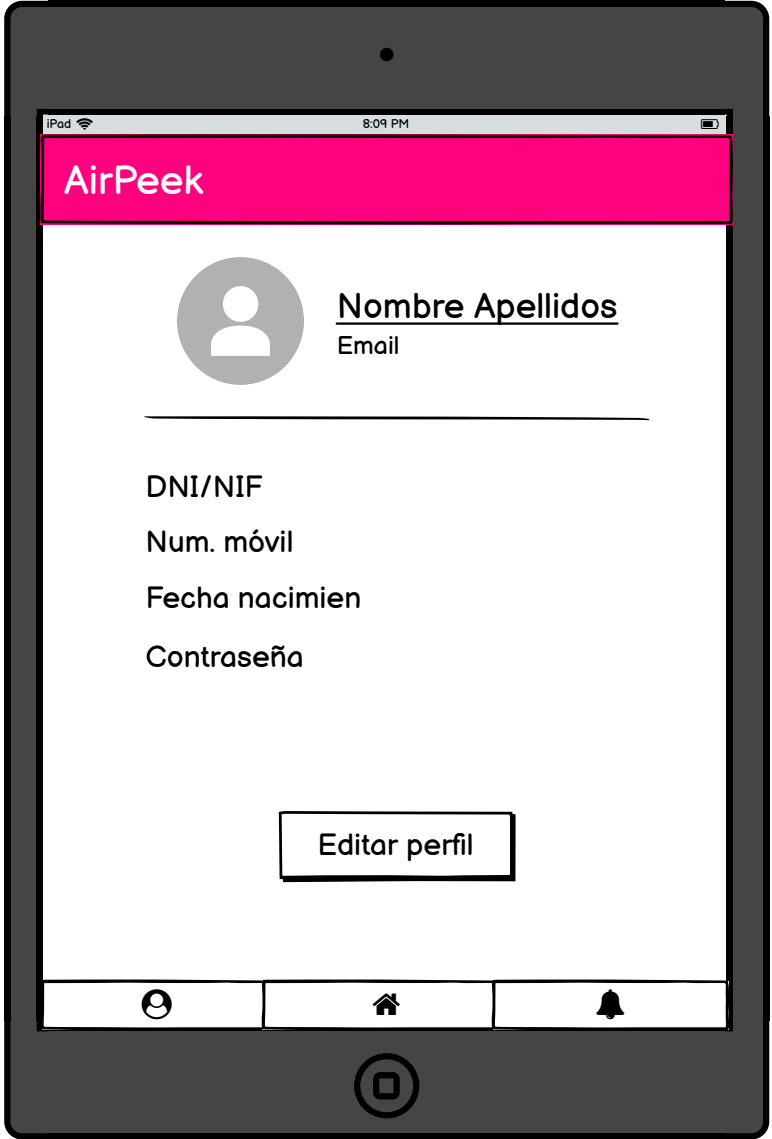 iPad 8:09 PM
AirPeek
Nombre Apellidos
Email
DNI/NIF
Num. móvil
Fecha nacimien
Contraseña
Editar perfil